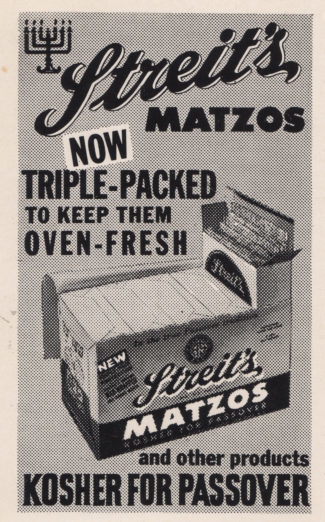 Streit's
MATZOS
NOW
TRIPLE-PACKED
TO KEEP THEM
OVEN-FRESH
Streit's
NEW
Streit's
MATZOS
KOSHER FOR PASSOVER
and other products
KOSHER FOR PASSOVER